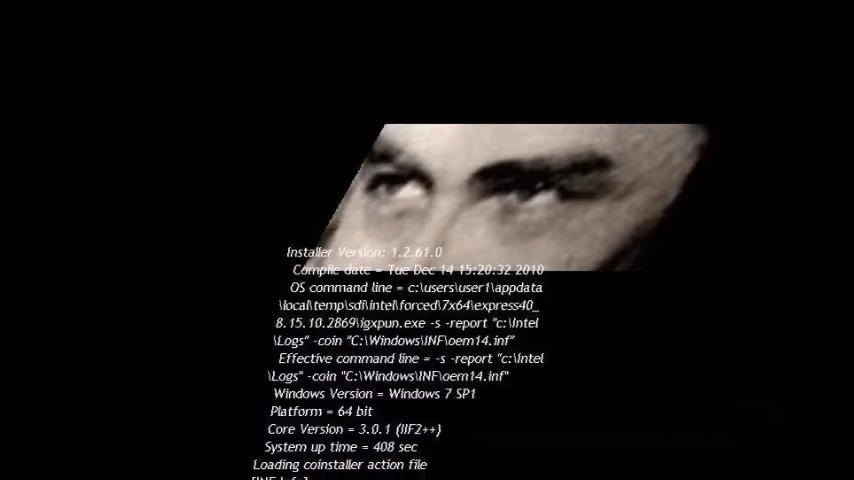 Installer Version: 1.2.61.0
Compile date = Tue Dec 14 15:20:32 2010
OS command line = c:\users\user1\appdata
\local\temp\sdi\intel\forced\7x64\express40_
8.15.10.2869\igxpun.exe -s -report "c:\Intel
\Logs" -coin "C:\Windows\INF\oem14.inf"
Effective command line = -s -report "c:\Intel
\Logs" -coin "C:\Windows\INF\oem14.inf"
Windows Version = Windows 7 SP1
Platform = 64 bit
Core Version = 3.0.1 (IIF2++)
System up time = 408 sec
Loading coinstaller action file